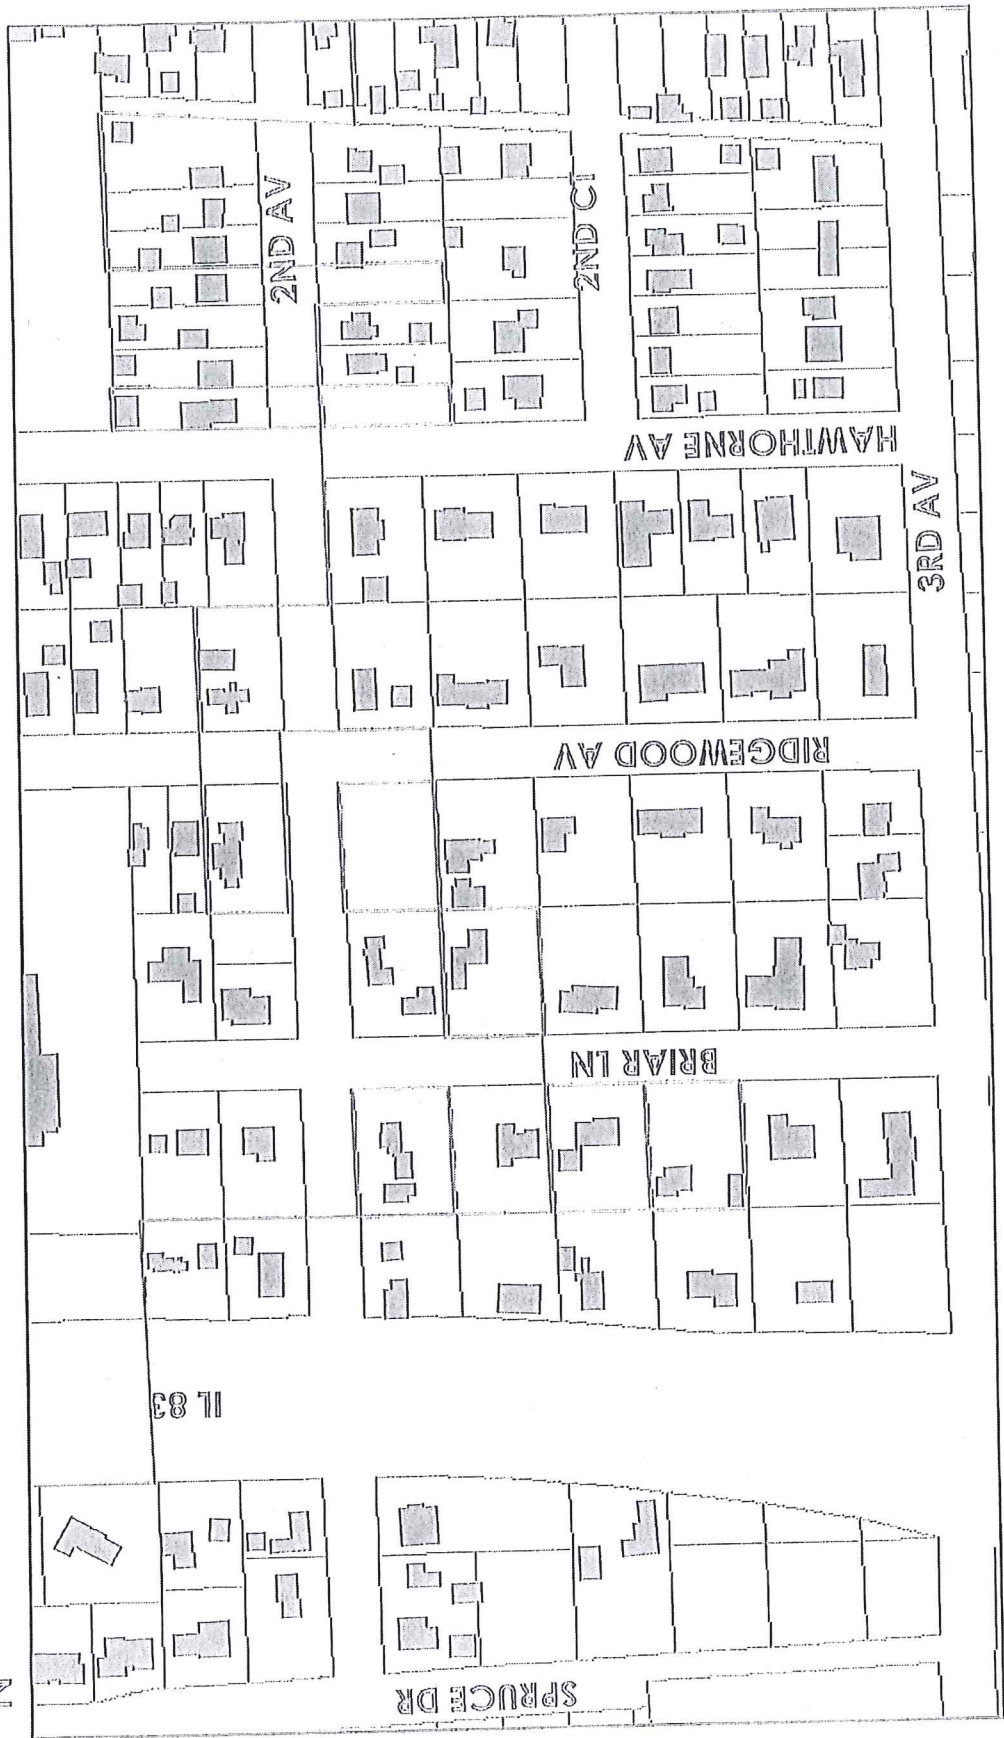 2ND AV
2ND CT
HAWTHORNE AV
3RD AV
RIDGEWOOD AV
BRIAR LN
IL 83
SPRUCE DR